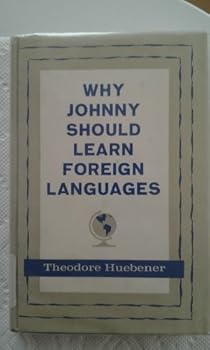 WHY
JOHNNY
SHOULD
LEARN
FOREIGN
LANGUAGES
Theodore Huebener